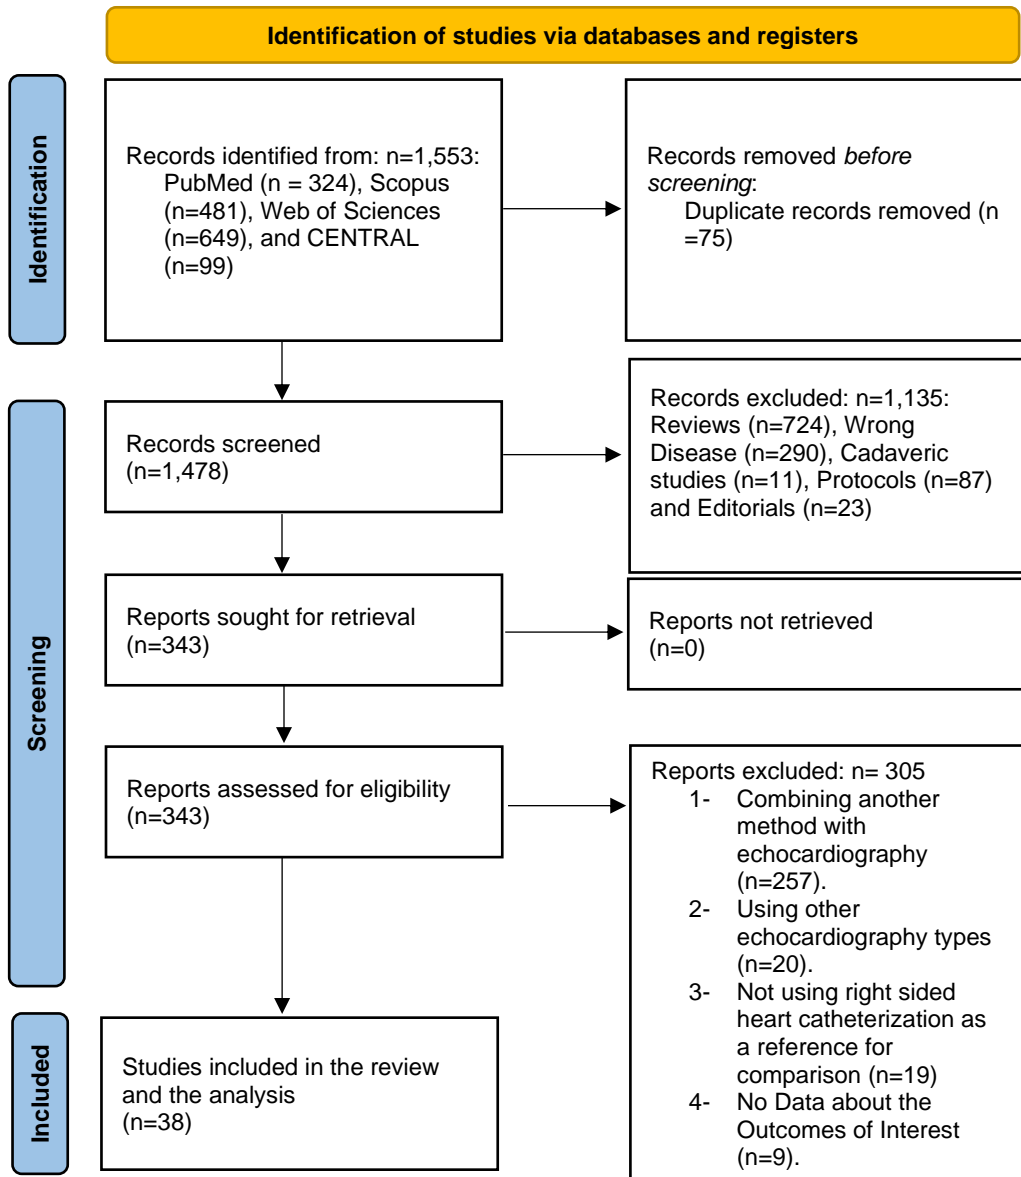 Identification of studies via databases and registers
Identification
Records identified from: n=1,553:
PubMed (n = 324), Scopus
(n=481), Web of Sciences
(n=649), and CENTRAL
(n=99)
Records removed before
screening:
Duplicate records removed (n
=75)
Screening
Records screened
(n=1,478)
Records excluded: n=1,135:
Reviews (n=724), Wrong
Disease (n=290), Cadaveric
studies (n=11), Protocols (n=87)
and Editorials (n=23)
Reports sought for retrieval
(n=343)
Reports not retrieved
(n=0)
Reports assessed for eligibility
(n=343)
Reports excluded: n= 305
1- Combining another
method with
echocardiography
(n=257).
2- Using other
echocardiography types
(n=20).
3- Not using right sided
heart catheterization as
a reference for
comparison (n=19)
4- No Data about the
Outcomes of Interest
(n=9).
Included
Studies included in the review
and the analysis
(n=38)